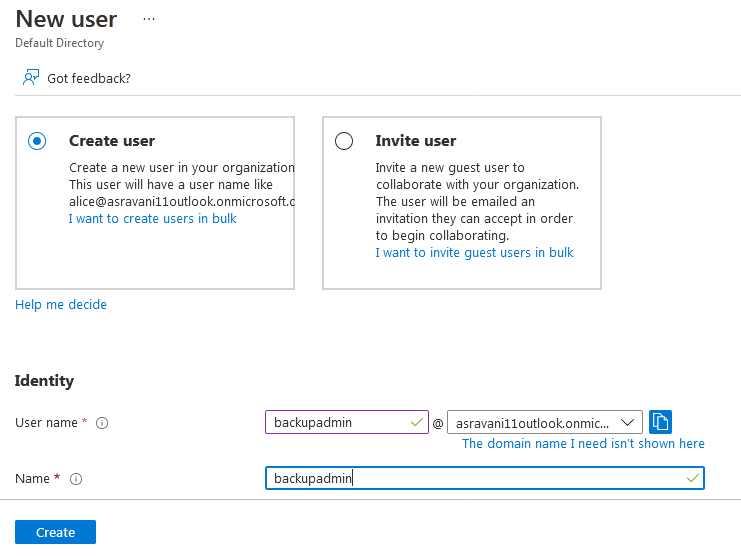 New user ...
Default Directory
Got feedback?
Create user
Create a new user in your organization
This user will have a user name like
alice@asravani11outlook.onmicrosoft.c
I want to create users in bulk
Invite user
Invite a new guest user to
collaborate with your organization.
The user will be emailed an
invitation they can accept in order
to begin collaborating.
I want to invite guest users in bulk
Help me decide
Identity
User name * backupadmin @ asravani11outlook.onmic...
The domain name I need isn't shown here
Name * backupadmin
Create